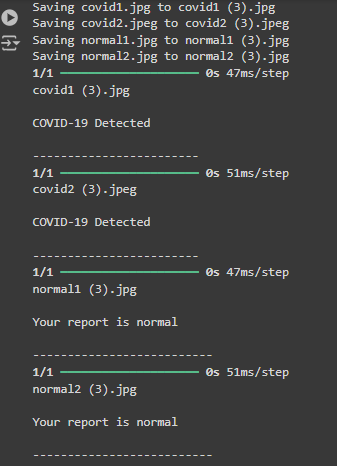 Saving covid1.jpg to covid1 (3).jpg
Saving covid2.jpeg to covid2 (3).jpeg
Saving normal1.jpg to normal1 (3).jpg
Saving normal2.jpg to normal2 (3).jpg
1/1 ━━━━━━━━━━━━━━━━━━━━ 0s 47ms/step
covid1 (3).jpg
COVID-19 Detected
------------------------
1/1 ━━━━━━━━━━━━━━━━━━━━ 0s 51ms/step
covid2 (3).jpeg
COVID-19 Detected
------------------------
1/1 ━━━━━━━━━━━━━━━━━━━━ 0s 47ms/step
normal1 (3).jpg
Your report is normal
--------------------------
1/1 ━━━━━━━━━━━━━━━━━━━━ 0s 51ms/step
normal2 (3).jpg
Your report is normal
--------------------------